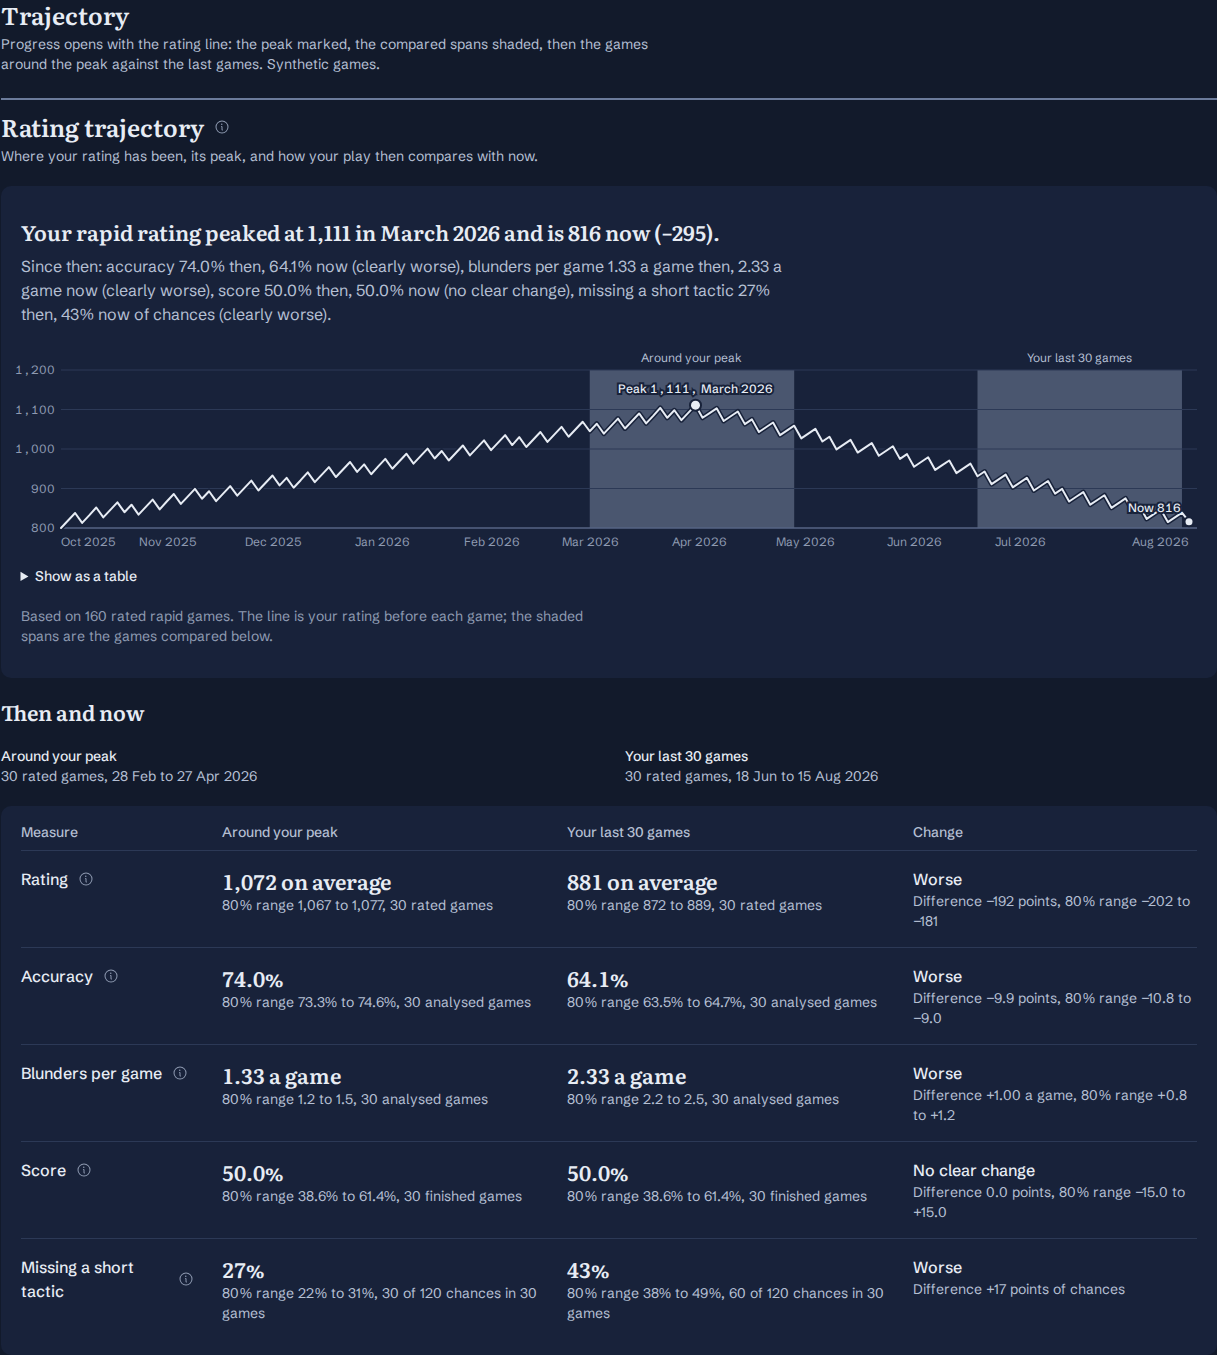 Trajectory
Progress opens with the rating line: the peak marked, the compared spans shaded, then the games
around the peak against the last games. Synthetic games.
Rating trajectory
Where your rating has been, its peak, and how your play then compares with now.
Your rapid rating peaked at 1,111 in March 2026 and is 816 now (−295).
Since then: accuracy 74.0% then, 64.1% now (clearly worse), blunders per game 1.33 a game then, 2.33 a
game now (clearly worse), score 50.0% then, 50.0% now (no clear change), missing a short tactic 27%
then, 43% now of chances (clearly worse).
Around your peak
Your last 30 games
1,200
1,100
1,000
900
800
Peak 1,111, March 2026
Now 816
Oct 2025
Nov 2025
Dec 2025
Jan 2026
Feb 2026
Mar 2026
Apr 2026
May 2026
Jun 2026
Jul 2026
Aug 2026
▶ Show as a table
Based on 160 rated rapid games. The line is your rating before each game; the shaded
spans are the games compared below.
Then and now
Around your peak
30 rated games, 28 Feb to 27 Apr 2026
Your last 30 games
30 rated games, 18 Jun to 15 Aug 2026
Measure
Around your peak
Your last 30 games
Change
Rating
1,072 on average
80% range 1,067 to 1,077, 30 rated games
881 on average
80% range 872 to 889, 30 rated games
Worse
Difference −192 points, 80% range −202 to
−181
Accuracy
74.0%
80% range 73.3% to 74.6%, 30 analysed games
64.1%
80% range 63.5% to 64.7%, 30 analysed games
Worse
Difference −9.9 points, 80% range −10.8 to
−9.0
Blunders per game
1.33 a game
80% range 1.2 to 1.5, 30 analysed games
2.33 a game
80% range 2.2 to 2.5, 30 analysed games
Worse
Difference +1.00 a game, 80% range +0.8
to +1.2
Score
50.0%
80% range 38.6% to 61.4%, 30 finished games
50.0%
80% range 38.6% to 61.4%, 30 finished games
No clear change
Difference 0.0 points, 80% range −15.0 to
+15.0
Missing a short
tactic
27%
80% range 22% to 31%, 30 of 120 chances in 30
games
43%
80% range 38% to 49%, 60 of 120 chances in 30
games
Worse
Difference +17 points of chances